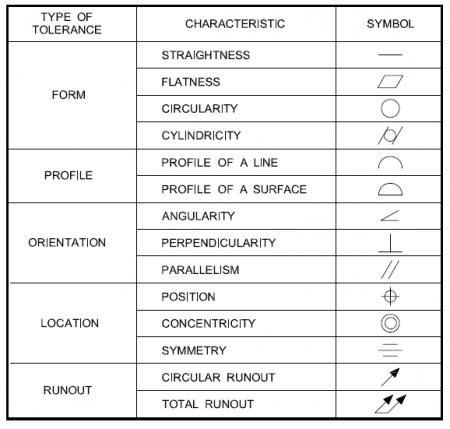 TYPE OF TOLERANCE CHARACTERISTIC SYMBOL
FORM
STRAIGHTNESS
FLATNESS
CIRCULARITY
CYLINDRICITY
PROFILE
PROFILE OF A LINE
PROFILE OF A SURFACE
ORIENTATION
ANGULARITY
PERPENDICULARITY
PARALLELISM
LOCATION
POSITION
CONCENTRICITY
SYMMETRY
RUNOUT
CIRCULAR RUNOUT
TOTAL RUNOUT